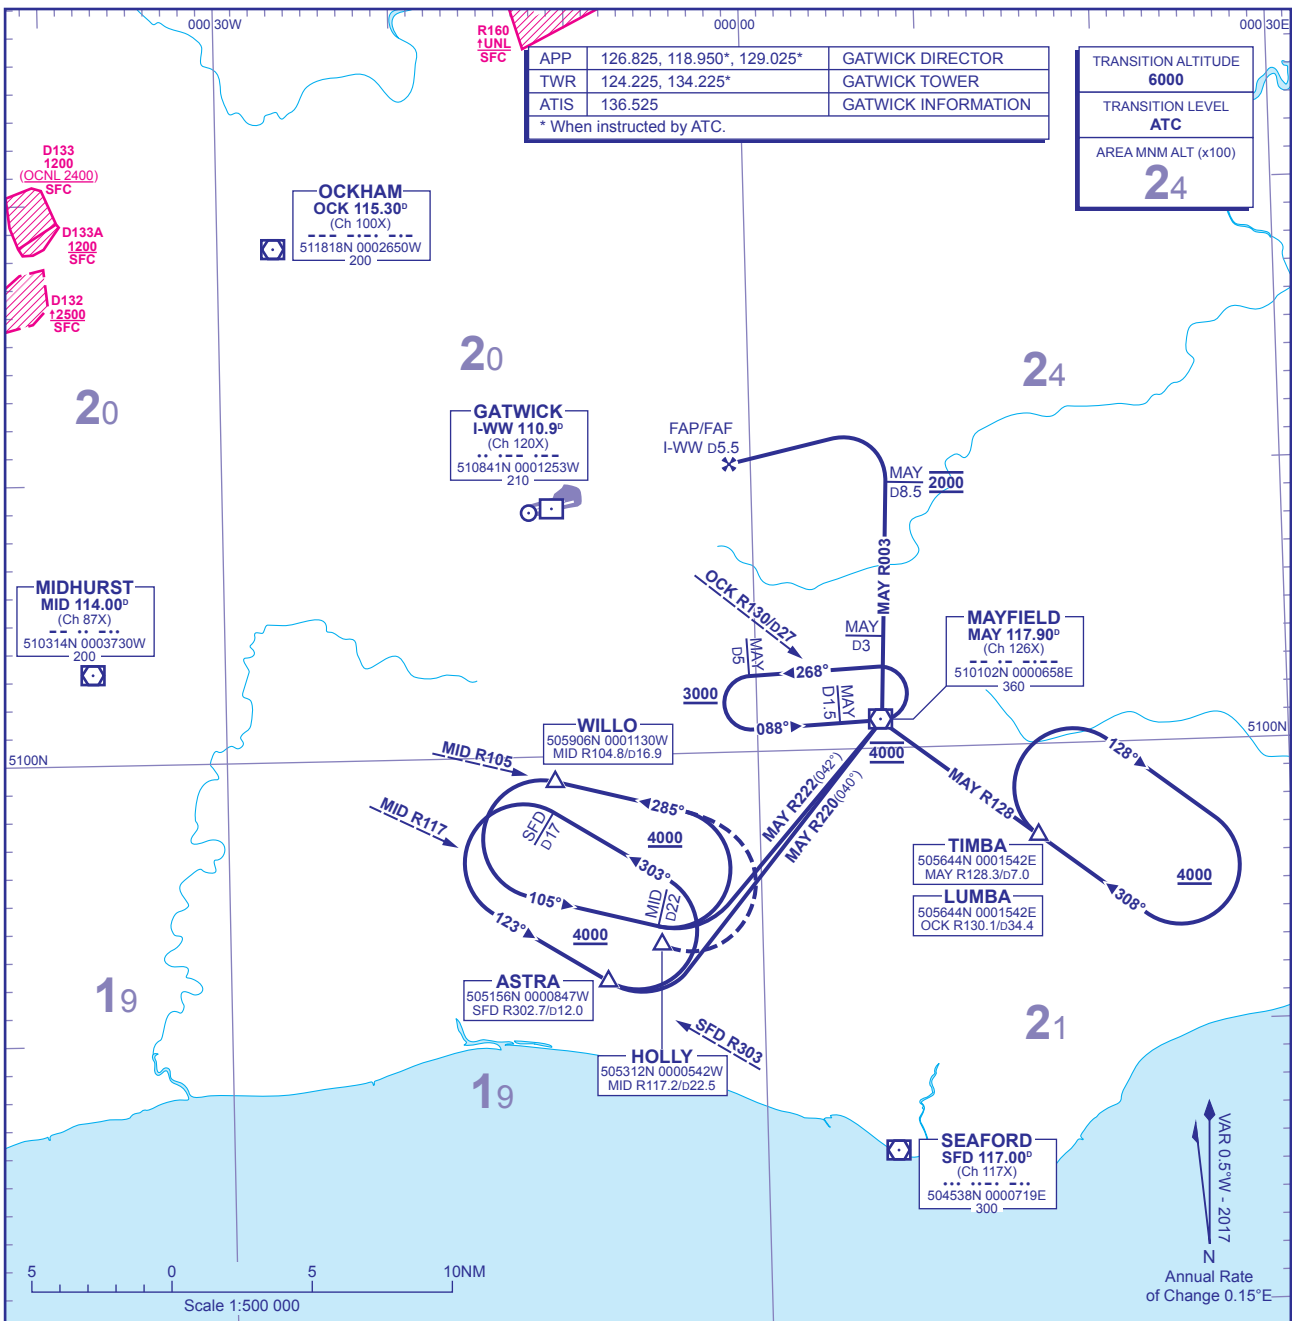 000 30W
000 00
000 30E
R160
↑UNL
SFC
APP 126.825, 118.950*, 129.025* GATWICK DIRECTOR
TWR 124.225, 134.225* GATWICK TOWER
ATIS 136.525 GATWICK INFORMATION
* When instructed by ATC.
TRANSITION ALTITUDE
6000
TRANSITION LEVEL
ATC
AREA MNM ALT (x100)
24
D133
1200
(OCNL 2400)
SFC
D133A
1200
SFC
D132
↑2500
SFC
OCKHAM
OCK 115.30ᴰ
(Ch 100X)
--- -·-· -·-
511818N 0002650W
200
20
20
24
GATWICK
I-WW 110.9ᴰ
(Ch 120X)
·· ·-- ·--
510841N 0001253W
210
FAP/FAF
I-WW D5.5
MAY
D8.5
2000
MAY R003
OCK R130/D27
MAY
D3
MIDHURST
MID 114.00ᴰ
(Ch 87X)
-- ·· -··
510314N 0003730W
200
MAYFIELD
MAY 117.90ᴰ
(Ch 126X)
-- ·- -·--
510102N 0000658E
360
MAY
D5
268°
3000
MAY
D1.5
088°
5100N
5100N
WILLO
505906N 0001130W
MID R104.8/D16.9
MID R105
4000
128°
MAY R128
MAY R222(042°)
MAY R220(040°)
285°
MID R117
SFD
D17
4000
303°
TIMBA
505644N 0001542E
MAY R128.3/D7.0
LUMBA
505644N 0001542E
OCK R130.1/D34.4
4000
308°
105°
MID
D22
123°
4000
ASTRA
505156N 0000847W
SFD R302.7/D12.0
19
21
SFD R303
HOLLY
505312N 0000542W
MID R117.2/D22.5
19
SEAFORD
SFD 117.00ᴰ
(Ch 117X)
··· ··-· -··
504538N 0000719E
300
VAR 0.5°W - 2017
N
Annual Rate
of Change 0.15°E
5 0 5 10NM
Scale 1:500 000